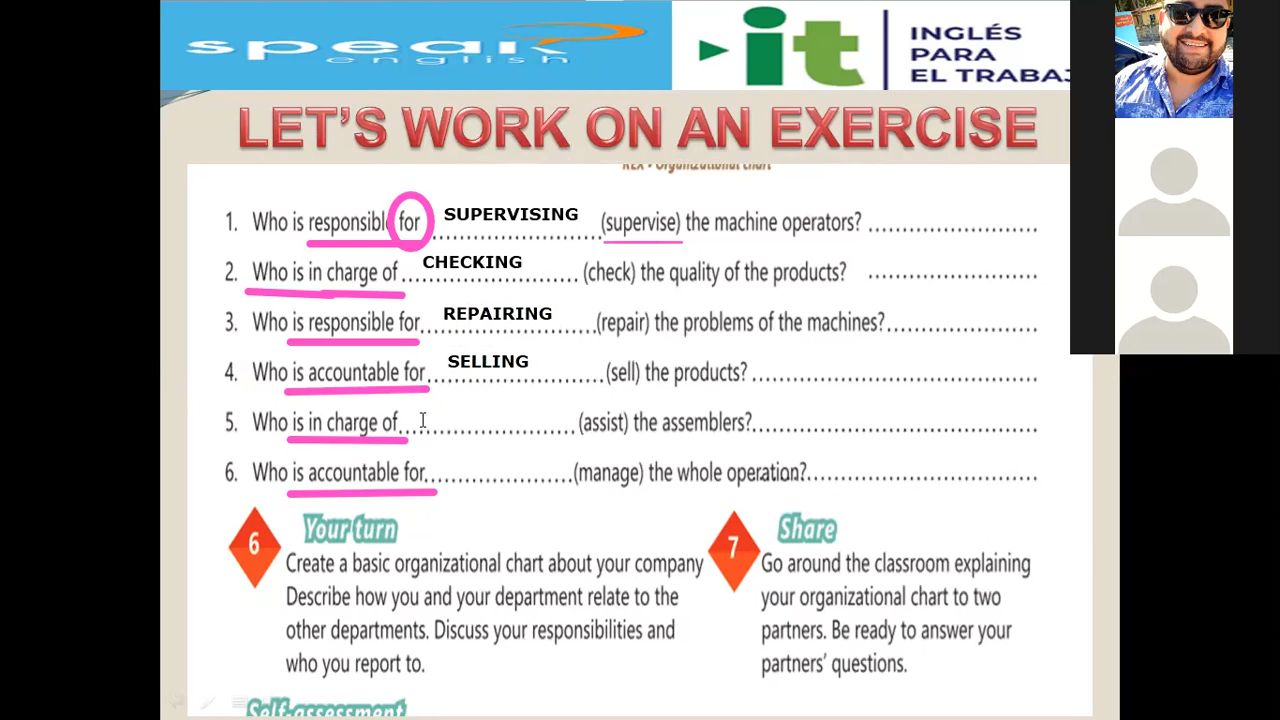 speak
english
it
INGLÉS
PARA
EL TRABAJ
LET'S WORK ON AN EXERCISE
REX • Organizational chart
1. Who is responsible for SUPERVISING (supervise) the machine operators?
2. Who is in charge of CHECKING (check) the quality of the products?
3. Who is responsible for REPAIRING (repair) the problems of the machines?
4. Who is accountable for SELLING (sell) the products?
5. Who is in charge of (assist) the assemblers?
6. Who is accountable for (manage) the whole operation?
6 Your turn
Create a basic organizational chart about your company
Describe how you and your department relate to the
other departments. Discuss your responsibilities and
who you report to.
7 Share
Go around the classroom explaining
your organizational chart to two
partners. Be ready to answer your
partners' questions.
Self-assessment